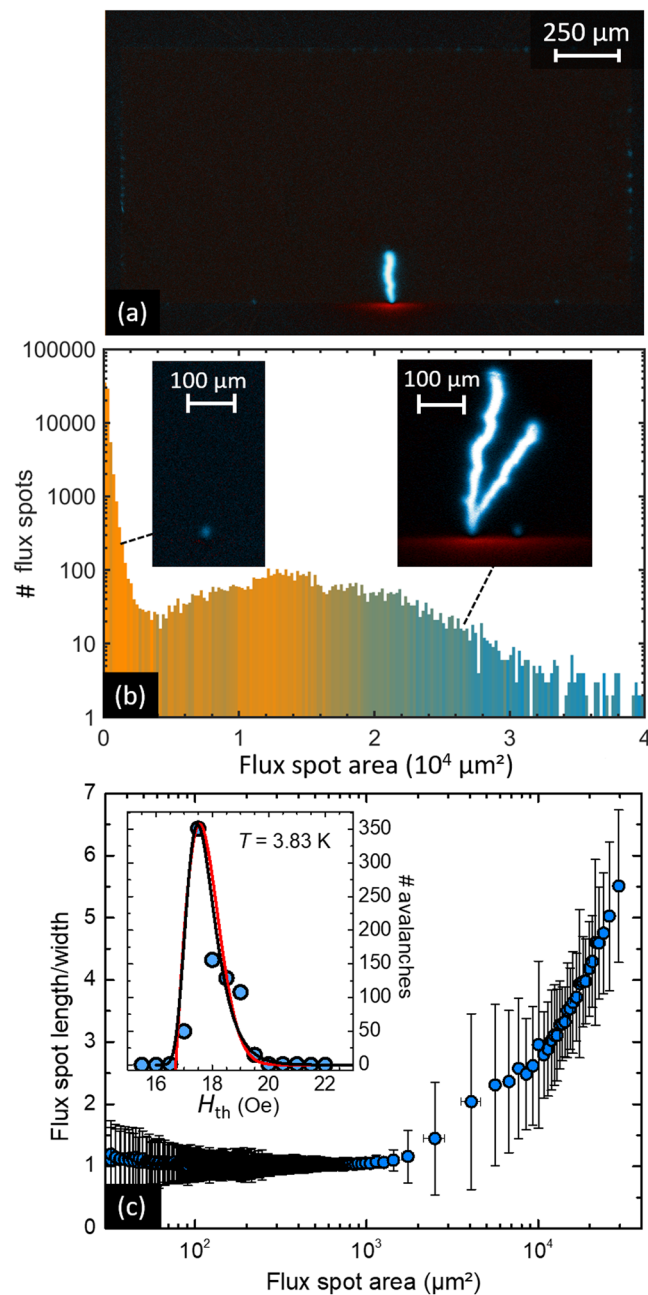 250 µm
(a)
100000
10000
1000
100
10
1
# flux spots
100 µm
100 µm
(b)
0
1
2
3
4
Flux spot area (10⁴ µm²)
7
6
5
4
3
2
1
0
Flux spot length/width
T = 3.83 K
350
300
250
200
150
100
50
0
# avalanches
16
18
20
22
H_th (Oe)
(c)
10²
10³
10⁴
Flux spot area (µm²)